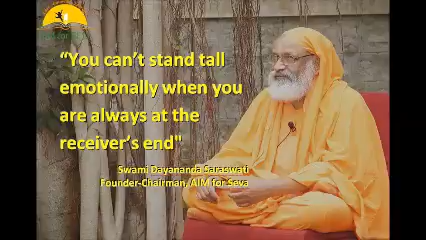 “You can’t stand tall
emotionally when you
are always at the
receiver’s end"
Swami Dayananda Saraswati
Founder-Chairman, AIM for Seva